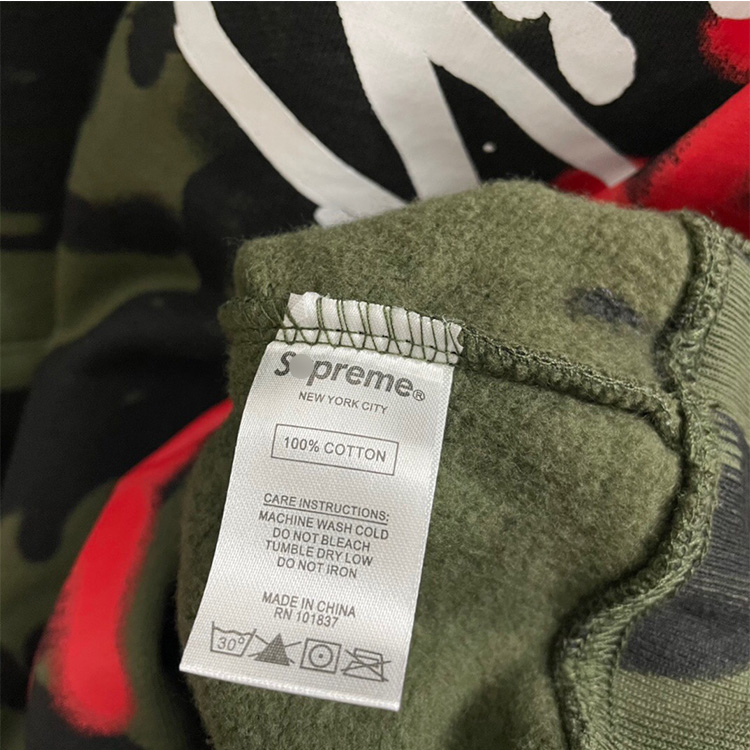 Supreme®
NEW YORK CITY
100% COTTON
CARE INSTRUCTIONS:
MACHINE WASH COLD
DO NOT BLEACH
TUMBLE DRY LOW
DO NOT IRON
MADE IN CHINA
RN 101837
30°